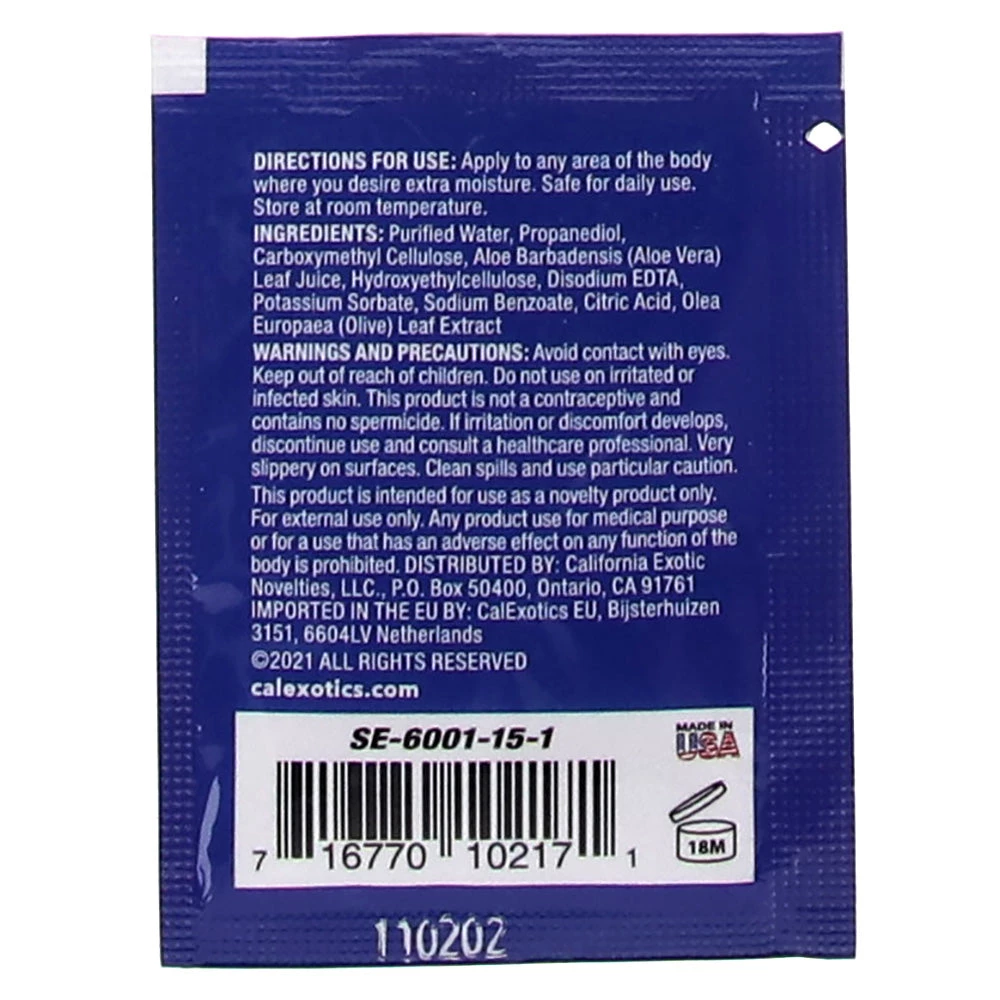 DIRECTIONS FOR USE: Apply to any area of the body
where you desire extra moisture. Safe for daily use.
Store at room temperature.
INGREDIENTS: Purified Water, Propanediol,
Carboxymethyl Cellulose, Aloe Barbadensis (Aloe Vera)
Leaf Juice, Hydroxyethylcellulose, Disodium EDTA,
Potassium Sorbate, Sodium Benzoate, Citric Acid, Olea
Europaea (Olive) Leaf Extract
WARNINGS AND PRECAUTIONS: Avoid contact with eyes.
Keep out of reach of children. Do not use on irritated or
infected skin. This product is not a contraceptive and
contains no spermicide. If irritation or discomfort develops,
discontinue use and consult a healthcare professional. Very
slippery on surfaces. Clean spills and use particular caution.
This product is intended for use as a novelty product only.
For external use only. Any product use for medical purpose
or for a use that has an adverse effect on any function of the
body is prohibited. DISTRIBUTED BY: California Exotic
Novelties, LLC., P.O. Box 50400, Ontario, CA 91761
IMPORTED IN THE EU BY: CalExotics EU, Bijsterhuizen
3151, 6604LV Netherlands
©2021 ALL RIGHTS RESERVED
calexotics.com
SE-6001-15-1
MADE IN
USA
18M
7 16770 10217 1
110202